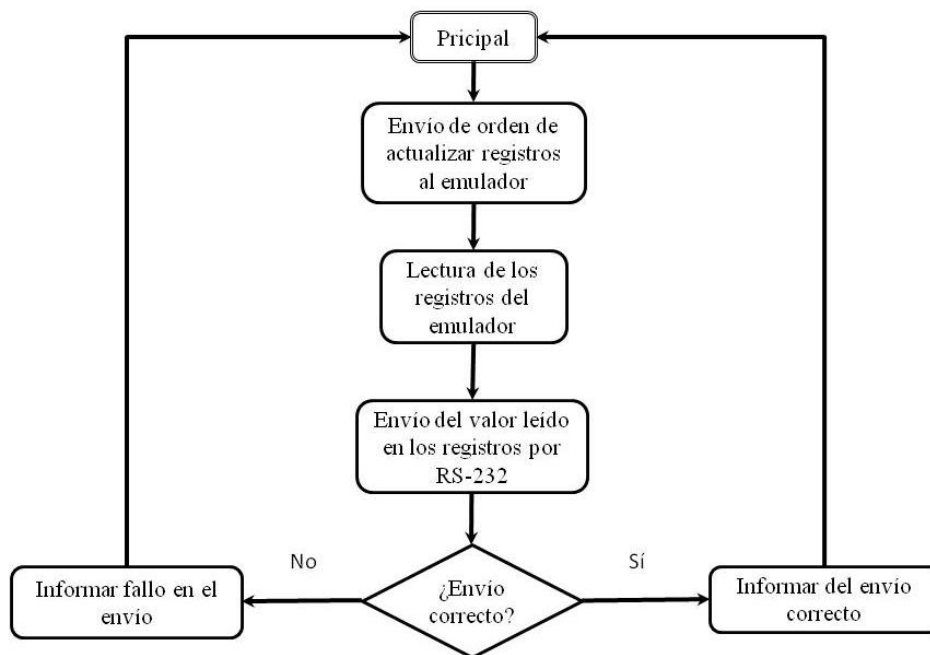 Pricipal
Envío de orden de
actualizar registros
al emulador
Lectura de los
registros del
emulador
Envío del valor leído
en los registros por
RS-232
No
Sí
¿Envío
correcto?
Informar fallo en el
envío
Informar del envío
correcto